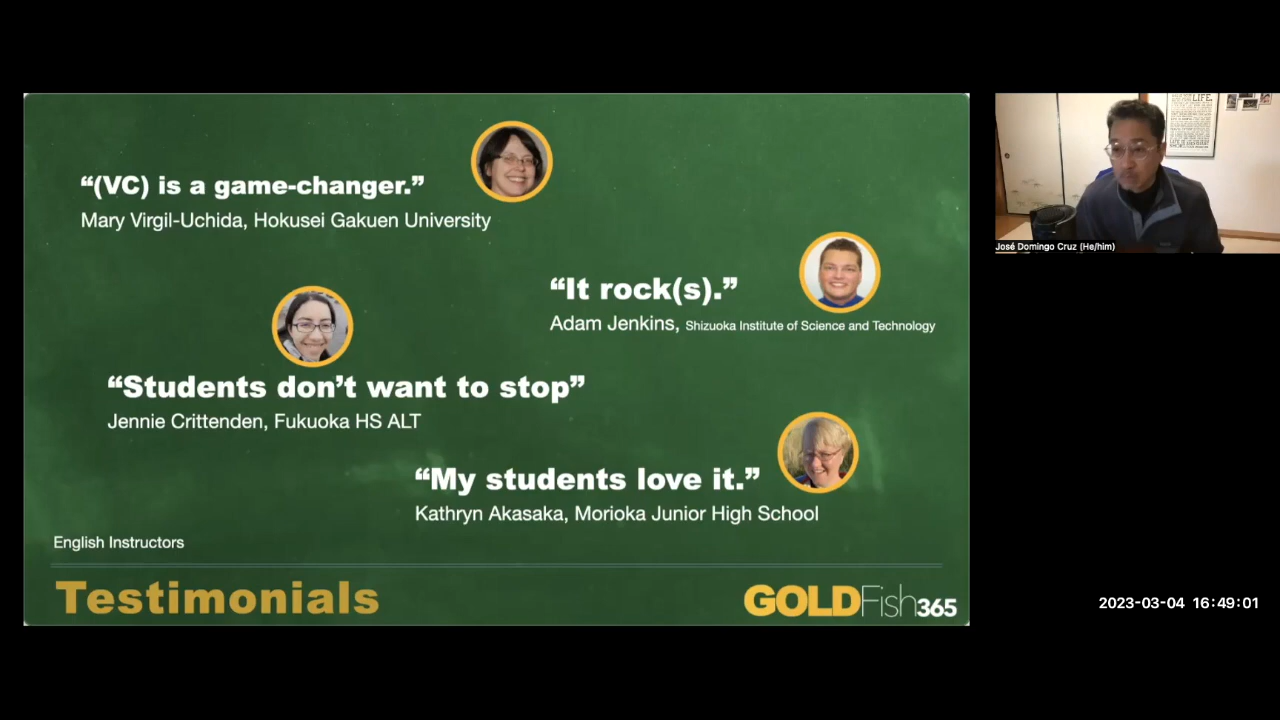 “(VC) is a game-changer.”
Mary Virgil-Uchida, Hokusei Gakuen University
“It rock(s).”
Adam Jenkins, Shizuoka Institute of Science and Technology
“Students don’t want to stop”
Jennie Crittenden, Fukuoka HS ALT
“My students love it.”
Kathryn Akasaka, Morioka Junior High School
English Instructors
Testimonials
GOLDFish365
LIFE.
José Domingo Cruz (He/him)
2023-03-04 16:49:01